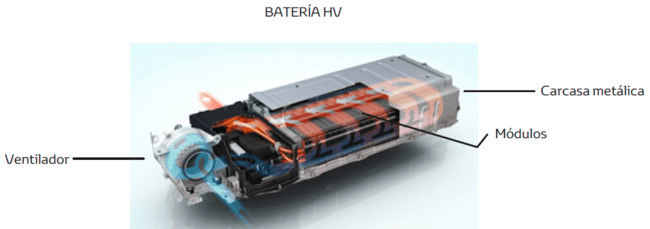 BATERÍA HV
Carcasa metálica
Módulos
Ventilador